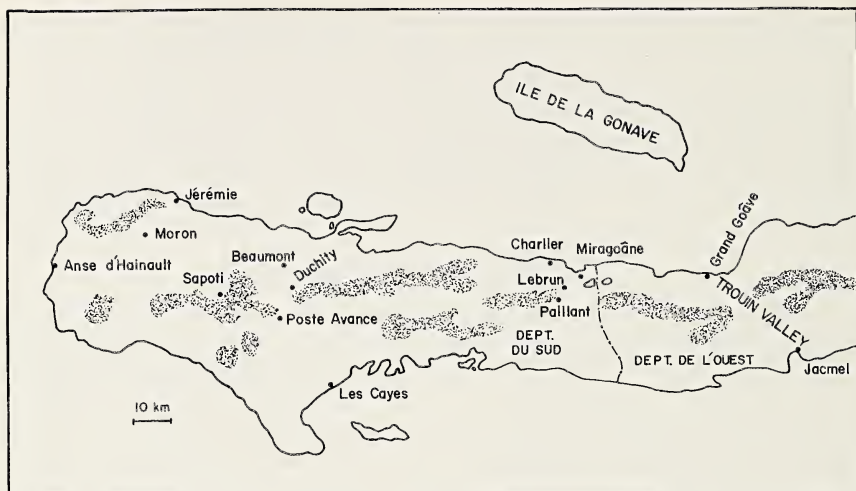 ILE DE LA GONAVE
Jérémie
Moron
Anse d'Hainault
Sapoti
Beaumont
Duchity
Poste Avance
Les Cayes
10 km
Charlier
Miragoâne
Lebrun
Paillant
DEPT.
DU SUD
Grand Goâve
TROUIN VALLEY
DEPT. DE L'OUEST
Jacmel